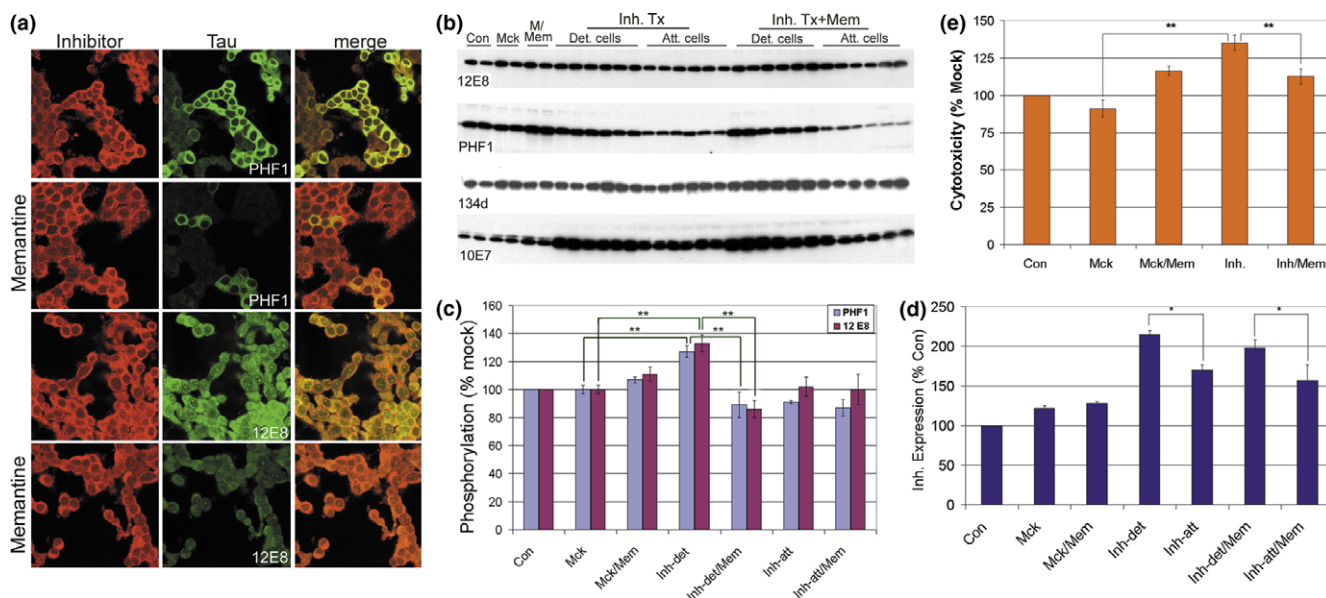 (a)
Inhibitor Tau merge
PHF1
Memantine
PHF1
12E8
Memantine
12E8
(b)
M/ Inh. Tx Inh. Tx+Mem
Con Mck Mem Det. cells Att. cells Det. cells Att. cells
12E8
PHF1
134d
10E7
(c)
Phosphorylation (% mock)
160
140
120
100
80
60
40
20
0
PHF1
12 E8
** **
** **
Con Mck Mck/Mem Inh-det Inh-det/Mem Inh-att Inh-att/Mem
(e)
Cytotoxicity (% Mock)
150
125
100
75
50
25
0
** **
Con Mck Mck/Mem Inh. Inh/Mem
(d)
Inh. Expression (% Con)
250
200
150
100
50
0
* *
Con Mck Mck/Mem Inh-det Inh-att Inh-det/Mem Inh-att/Mem